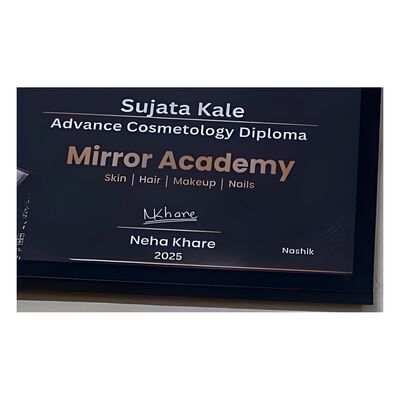 Sujata Kale
Advance Cosmetology Diploma
Mirror Academy
Skin | Hair | Makeup | Nails
NKhare
Neha Khare
2025
Nashik